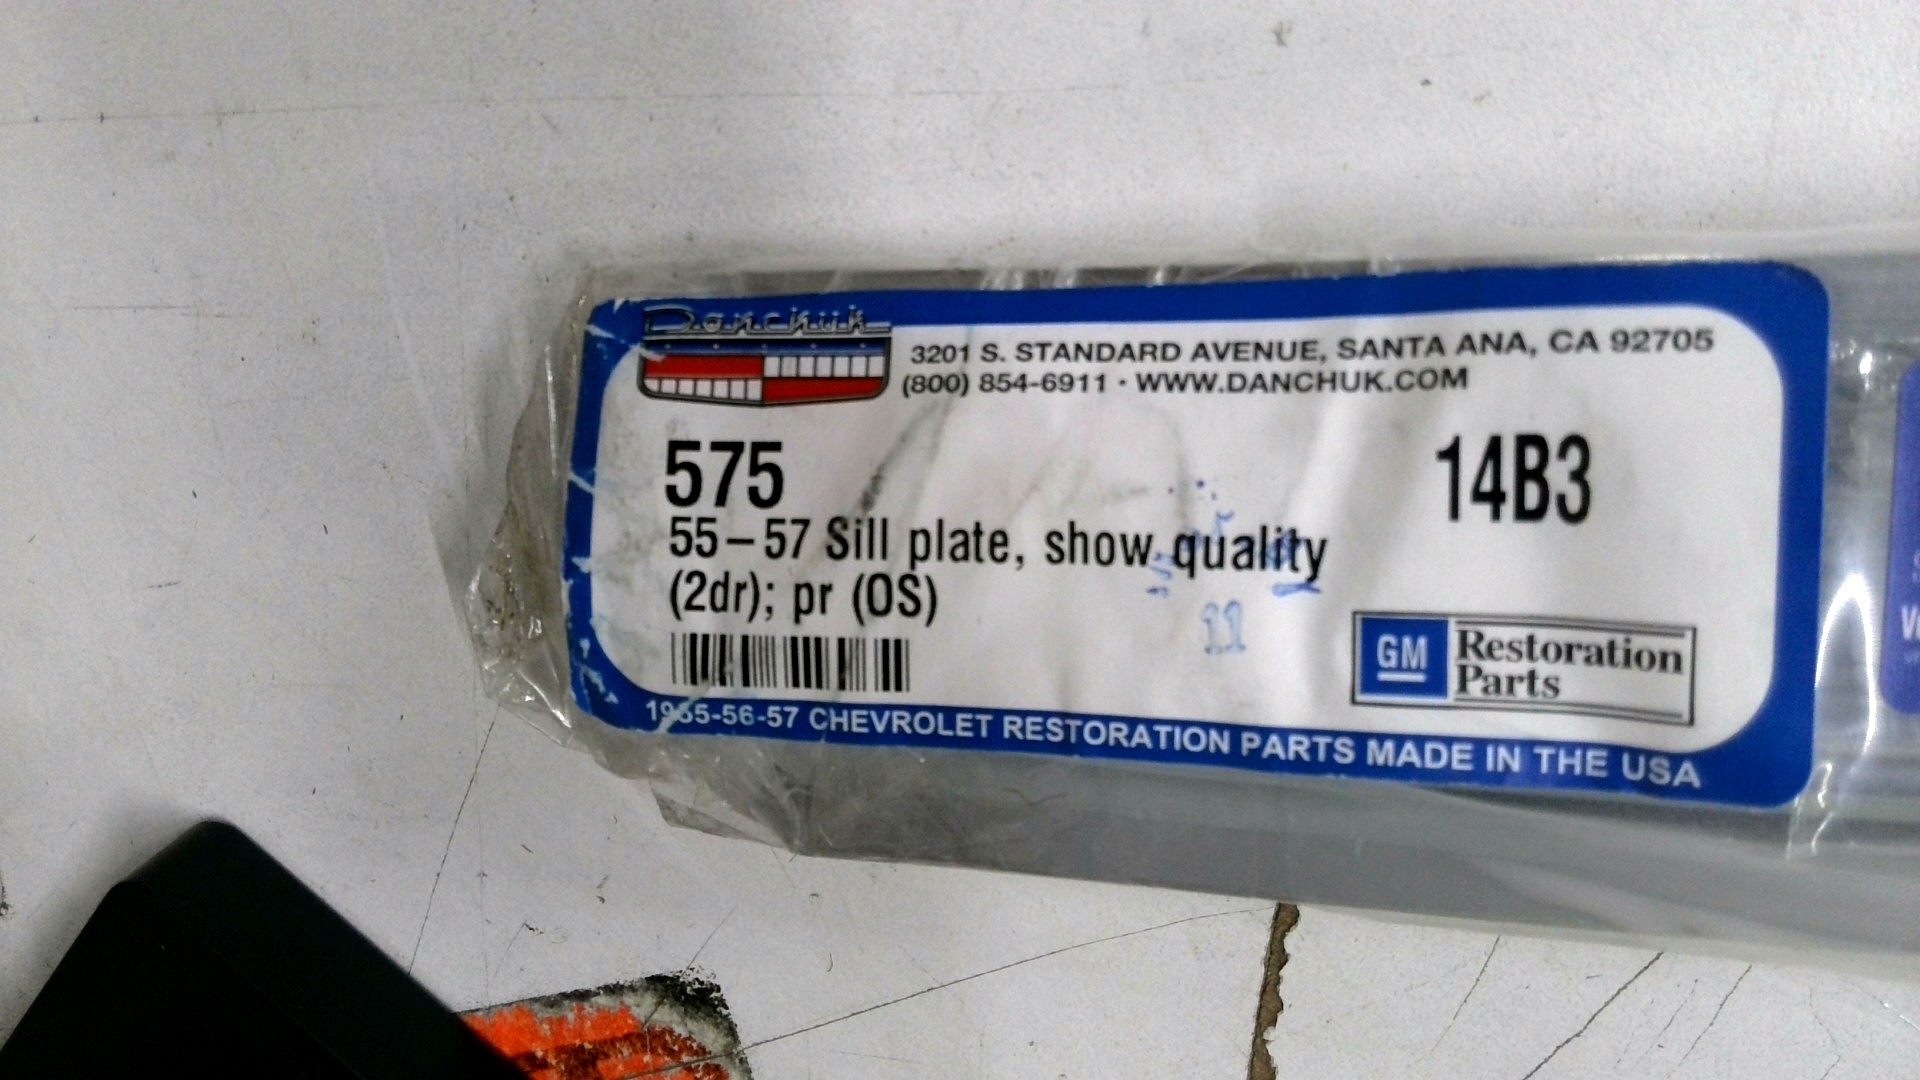 Danchuk
3201 S. STANDARD AVENUE, SANTA ANA, CA 92705
(800) 854-6911 · WWW.DANCHUK.COM
575
14B3
55–57 Sill plate, show quality
(2dr); pr (OS)
GM Restoration
Parts
1955-56-57 CHEVROLET RESTORATION PARTS MADE IN THE USA